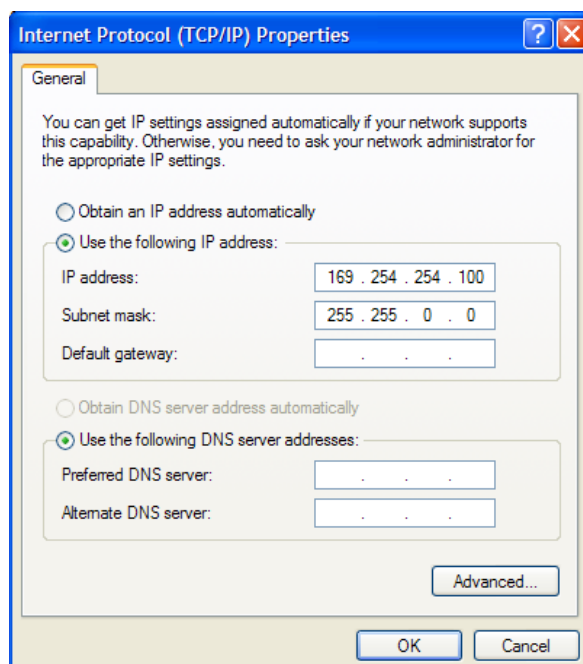 Internet Protocol (TCP/IP) Properties
General
You can get IP settings assigned automatically if your network supports
this capability. Otherwise, you need to ask your network administrator for
the appropriate IP settings.
Obtain an IP address automatically
Use the following IP address:
IP address: 169 . 254 . 254 . 100
Subnet mask: 255 . 255 . 0 . 0
Default gateway: . . .
Obtain DNS server address automatically
Use the following DNS server addresses:
Preferred DNS server: . . .
Alternate DNS server: . . .
Advanced...
OK Cancel